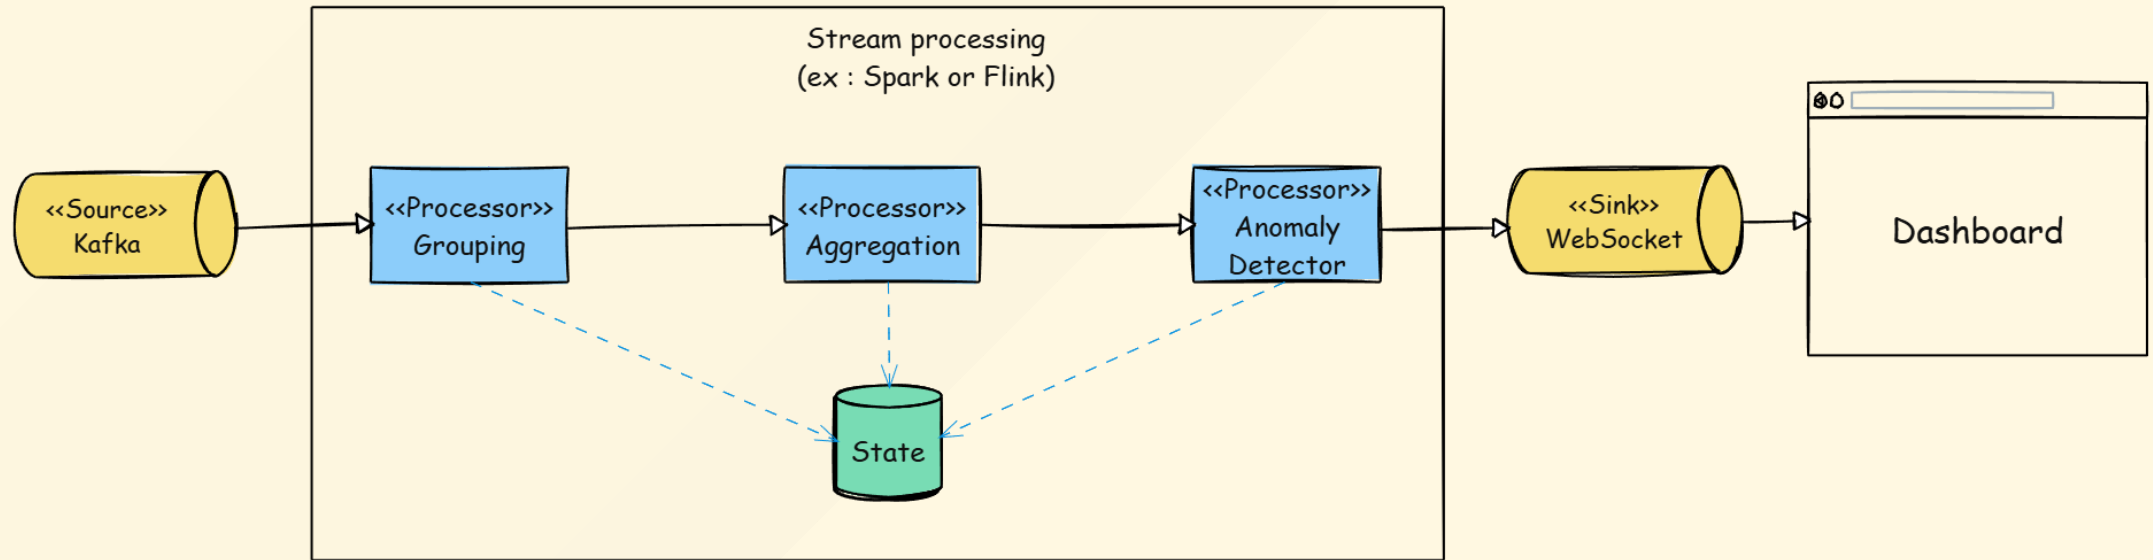 Stream processing
(ex : Spark or Flink)
<<Source>>
Kafka
<<Processor>>
Grouping
<<Processor>>
Aggregation
<<Processor>>
Anomaly
Detector
<<Sink>>
WebSocket
Dashboard
State